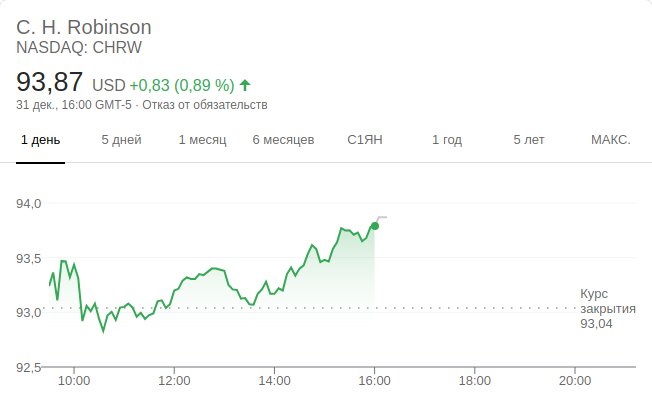 C. H. Robinson
NASDAQ: CHRW
93,87 USD +0,83 (0,89 %)
31 дек., 16:00 GMT-5 · Отказ от обязательств
1 день 5 дней 1 месяц 6 месяцев С1ЯН 1 год 5 лет МАКС.
94,0
93,5
Курс
закрытия
93,04
93,0
92,5
10:00 12:00 14:00 16:00 18:00 20:00